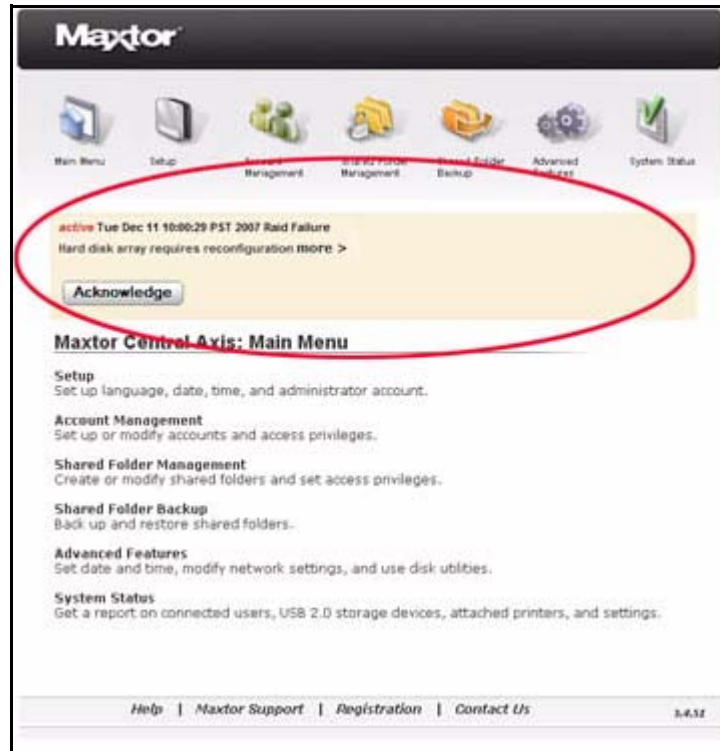 Maxtor
Main Menu
Setup
Account Management
Shared Folder Management
Shared Folder Backup
Advanced Features
System Status
active Tue Dec 11 10:00:29 PST 2007 Raid Failure
Hard disk array requires reconfiguration more >
Acknowledge
Maxtor Central Axis: Main Menu
Setup
Set up language, date, time, and administrator account.
Account Management
Set up or modify accounts and access privileges.
Shared Folder Management
Create or modify shared folders and set access privileges.
Shared Folder Backup
Back up and restore shared folders.
Advanced Features
Set date and time, modify network settings, and use disk utilities.
System Status
Get a report on connected users, USB 2.0 storage devices, attached printers, and settings.
Help | Maxtor Support | Registration | Contact Us